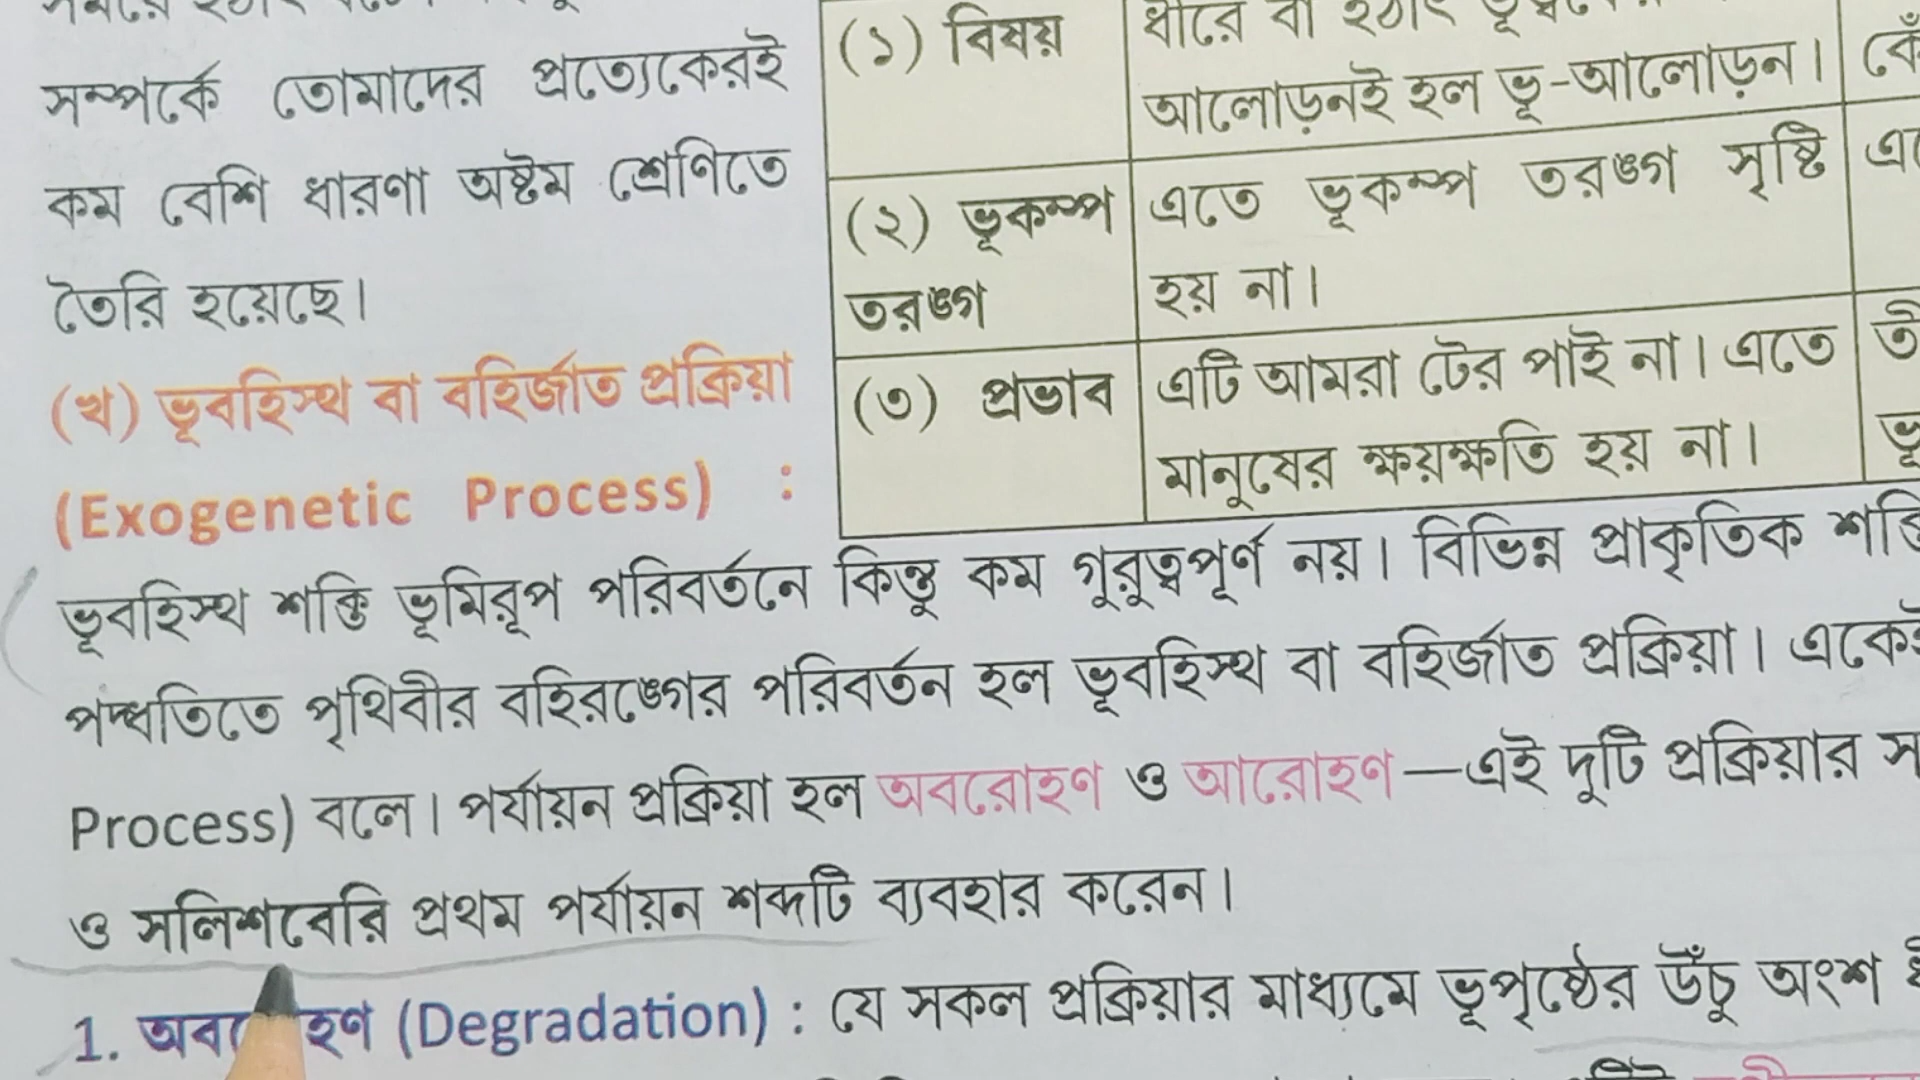 সম্পর্কে তোমাদের প্রত্যেকেরই
কম বেশি ধারণা অষ্টম শ্রেণিতে
তৈরি হয়েছে।
(১) বিষয়
ধীরে বা হঠাৎ
আলোড়নই হল ভূ-আলোড়ন।
(২) ভূকম্প
তরঙ্গ
এতে ভূকম্প তরঙ্গ সৃষ্টি
হয় না।
(৩) প্রভাব
এটি আমরা টের পাই না। এতে
মানুষের ক্ষয়ক্ষতি হয় না।
(খ) ভূবহিস্থ বা বহির্জাত প্রক্রিয়া
(Exogenetic Process) :
ভূবহিস্থ শক্তি ভূমিরূপ পরিবর্তনে কিন্তু কম গুরুত্বপূর্ণ নয়। বিভিন্ন প্রাকৃতিক
পদ্ধতিতে পৃথিবীর বহিরঙ্গের পরিবর্তন হল ভূবহিস্থ বা বহির্জাত প্রক্রিয়া।
Process) বলে। পর্যায়ন প্রক্রিয়া হল অবরোহণ ও আরোহণ—এই দুটি প্রক্রিয়ার
ও সলিশবেরি প্রথম পর্যায়ন শব্দটি ব্যবহার করেন।
1. (Degradation) : যে সকল প্রক্রিয়ার মাধ্যমে ভূপৃষ্ঠের উঁচু অংশ